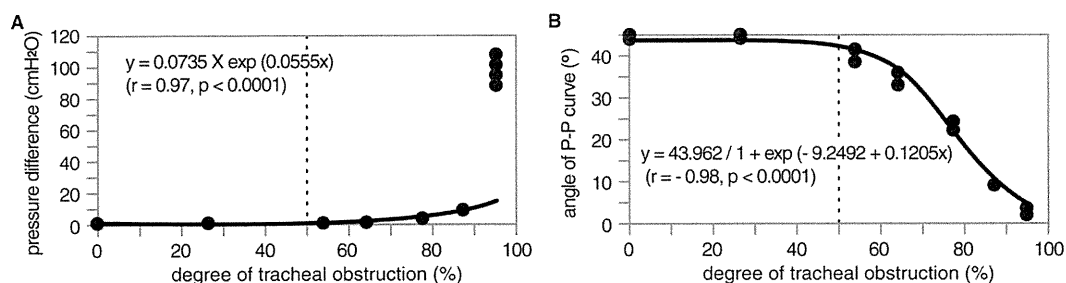 A
pressure difference (cmH2O)
120
100
80
60
40
20
0
y = 0.0735 X exp (0.0555x)
(r = 0.97, p < 0.0001)
0 20 40 60 80 100
degree of tracheal obstruction (%)
B
angle of P-P curve (º)
40
30
20
10
0
y = 43.962 / 1 + exp (- 9.2492 + 0.1205x)
(r = - 0.98, p < 0.0001)
0 20 40 60 80 100
degree of tracheal obstruction (%)